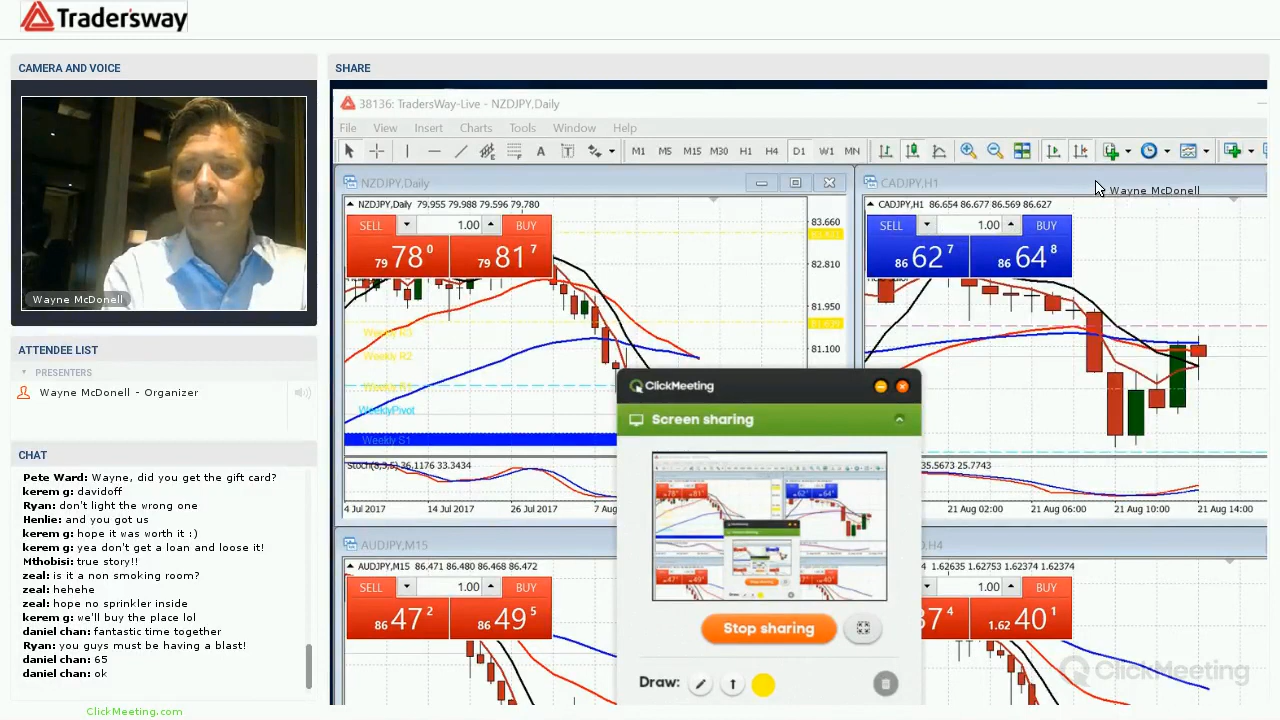 Tradersway
CAMERA AND VOICE
SHARE
Wayne McDonell
ATTENDEE LIST
PRESENTERS
Wayne McDonell - Organizer
CHAT
Pete Ward: Wayne, did you get the gift card?
kerem g: davidoff
Ryan: don't light the wrong one
Henlie: and you got us
kerem g: hope it was worth it :)
kerem g: yea don't get a loan and loose it!
Mthobisi: true story!!
zeal: is it a non smoking room?
zeal: hehehe
zeal: hope no sprinkler inside
kerem g: we'll buy the place lol
daniel chan: fantastic time together
Ryan: you guys must be having a blast!
daniel chan: 65
daniel chan: ok
ClickMeeting.com
38136: TradersWay-Live - NZDJPY,Daily
File View Insert Charts Tools Window Help
A T M1 M5 M15 M30 H1 H4 D1 W1 MN
NZDJPY,Daily
NZDJPY,Daily 79.955 79.988 79.596 79.780
SELL 1.00 BUY
79 78 0 79 81 7
83.660
82.810
81.950
81.100
Weekly R2
Weekly R1
WeeklyPivot
Weekly S1
Stoch(8,3,5) 36.1176 33.3434
4 Jul 2017 14 Jul 2017 26 Jul 2017 7 Aug
CADJPY,H1
Wayne McDonell
CADJPY,H1 86.654 86.677 86.569 86.627
SELL 1.00 BUY
86 62 7 86 64 8
35.5673 25.7743
21 Aug 02:00 21 Aug 06:00 21 Aug 10:00 21 Aug 14:00
AUDJPY,M15
AUDJPY,M15 86.471 86.480 86.468 86.472
SELL 1.00 BUY
86 47 2 86 49 5
D,H4
1.62635 1.62753 1.62374 1.62374
1.00 BUY
37 4 1.62 40 1
ClickMeeting
Screen sharing
Stop sharing
Draw:
ClickMeeting